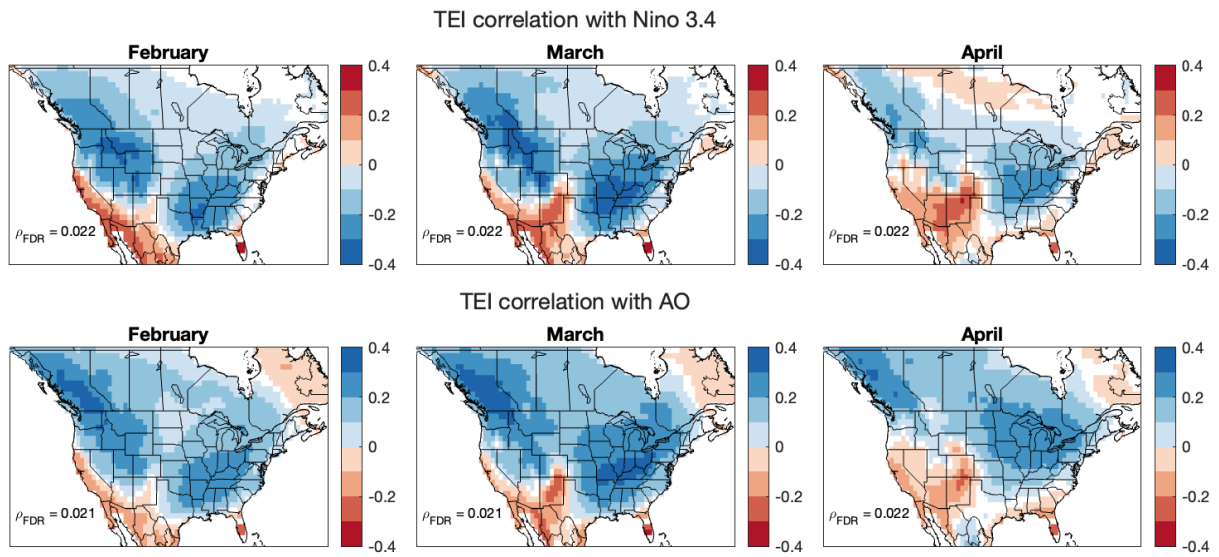 TEI correlation with Nino 3.4
February
March
April
0.4
0.2
0
-0.2
-0.4
ρFDR = 0.022
0.4
0.2
0
-0.2
-0.4
ρFDR = 0.022
0.4
0.2
0
-0.2
-0.4
ρFDR = 0.022
TEI correlation with AO
February
March
April
0.4
0.2
0
-0.2
-0.4
ρFDR = 0.021
0.4
0.2
0
-0.2
-0.4
ρFDR = 0.021
0.4
0.2
0
-0.2
-0.4
ρFDR = 0.022